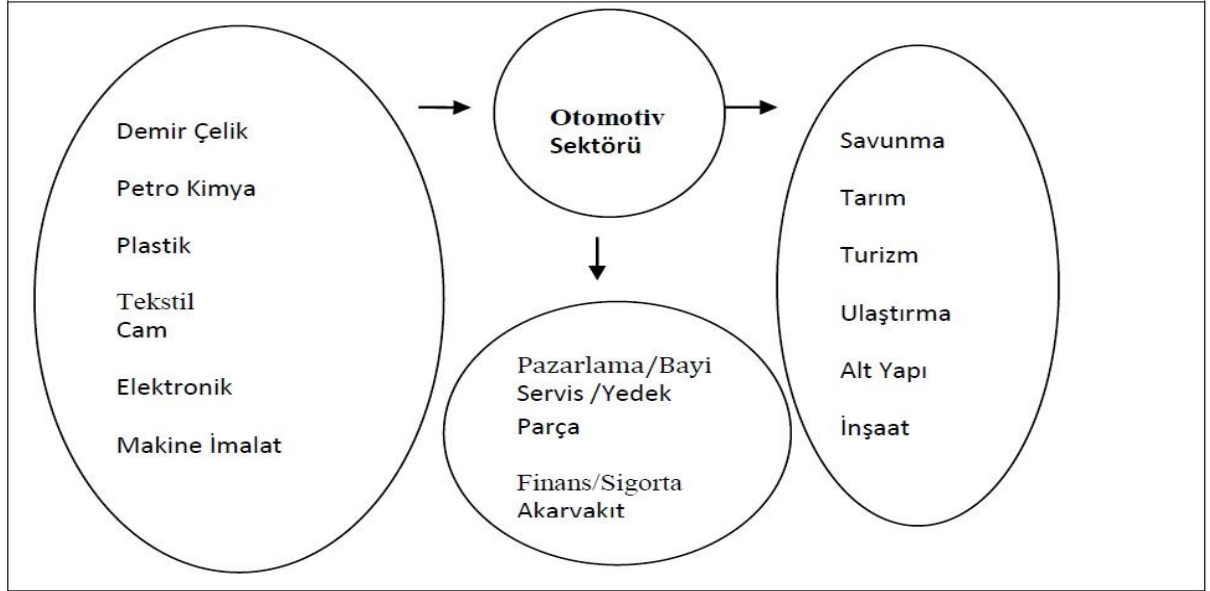 Demir Çelik
Petro Kimya
Plastik
Tekstil
Cam
Elektronik
Makine İmalat
Otomotiv
Sektörü
Pazarlama/Bayi
Servis /Yedek
Parça
Finans/Sigorta
Akarvakıt
Savunma
Tarım
Turizm
Ulaştırma
Alt Yapı
İnşaat